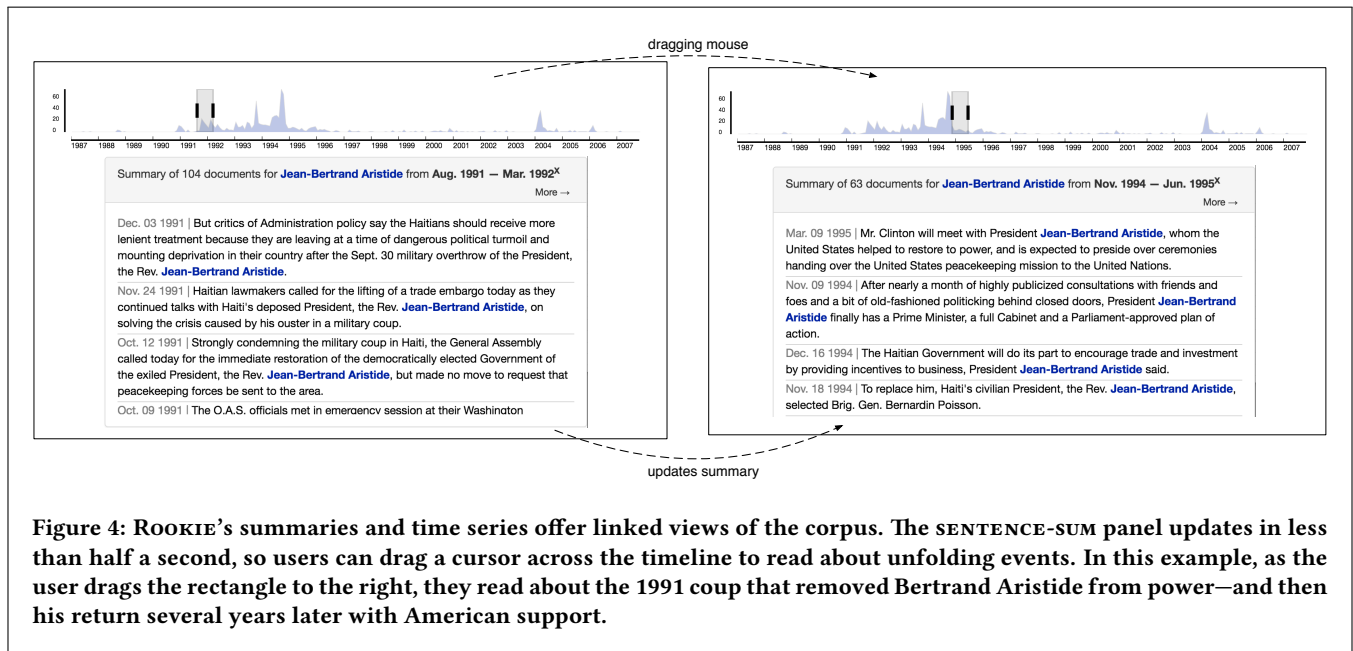 dragging mouse
60
40
20
0
1987 1988 1989 1990 1991 1992 1993 1994 1995 1996 1997 1998 1999 2000 2001 2002 2003 2004 2005 2006 2007
Summary of 104 documents for Jean-Bertrand Aristide from Aug. 1991 — Mar. 1992X
More →
Dec. 03 1991 | But critics of Administration policy say the Haitians should receive more
lenient treatment because they are leaving at a time of dangerous political turmoil and
mounting deprivation in their country after the Sept. 30 military overthrow of the President,
the Rev. Jean-Bertrand Aristide.
Nov. 24 1991 | Haitian lawmakers called for the lifting of a trade embargo today as they
continued talks with Haiti's deposed President, the Rev. Jean-Bertrand Aristide, on
solving the crisis caused by his ouster in a military coup.
Oct. 12 1991 | Strongly condemning the military coup in Haiti, the General Assembly
called today for the immediate restoration of the democratically elected Government of
the exiled President, the Rev. Jean-Bertrand Aristide, but made no move to request that
peacekeeping forces be sent to the area.
Oct. 09 1991 | The O.A.S. officials met in emergency session at their Washington
60
40
20
0
1987 1988 1989 1990 1991 1992 1993 1994 1995 1996 1997 1998 1999 2000 2001 2002 2003 2004 2005 2006 2007
Summary of 63 documents for Jean-Bertrand Aristide from Nov. 1994 — Jun. 1995X
More →
Mar. 09 1995 | Mr. Clinton will meet with President Jean-Bertrand Aristide, whom the
United States helped to restore to power, and is expected to preside over ceremonies
handing over the United States peacekeeping mission to the United Nations.
Nov. 09 1994 | After nearly a month of highly publicized consultations with friends and
foes and a bit of old-fashioned politicking behind closed doors, President Jean-Bertrand
Aristide finally has a Prime Minister, a full Cabinet and a Parliament-approved plan of
action.
Dec. 16 1994 | The Haitian Government will do its part to encourage trade and investment
by providing incentives to business, President Jean-Bertrand Aristide said.
Nov. 18 1994 | To replace him, Haiti's civilian President, the Rev. Jean-Bertrand Aristide,
selected Brig. Gen. Bernardin Poisson.
updates summary
Figure 4: ROOKIE's summaries and time series offer linked views of the corpus. The SENTENCE-SUM panel updates in less
than half a second, so users can drag a cursor across the timeline to read about unfolding events. In this example, as the
user drags the rectangle to the right, they read about the 1991 coup that removed Bertrand Aristide from power—and then
his return several years later with American support.